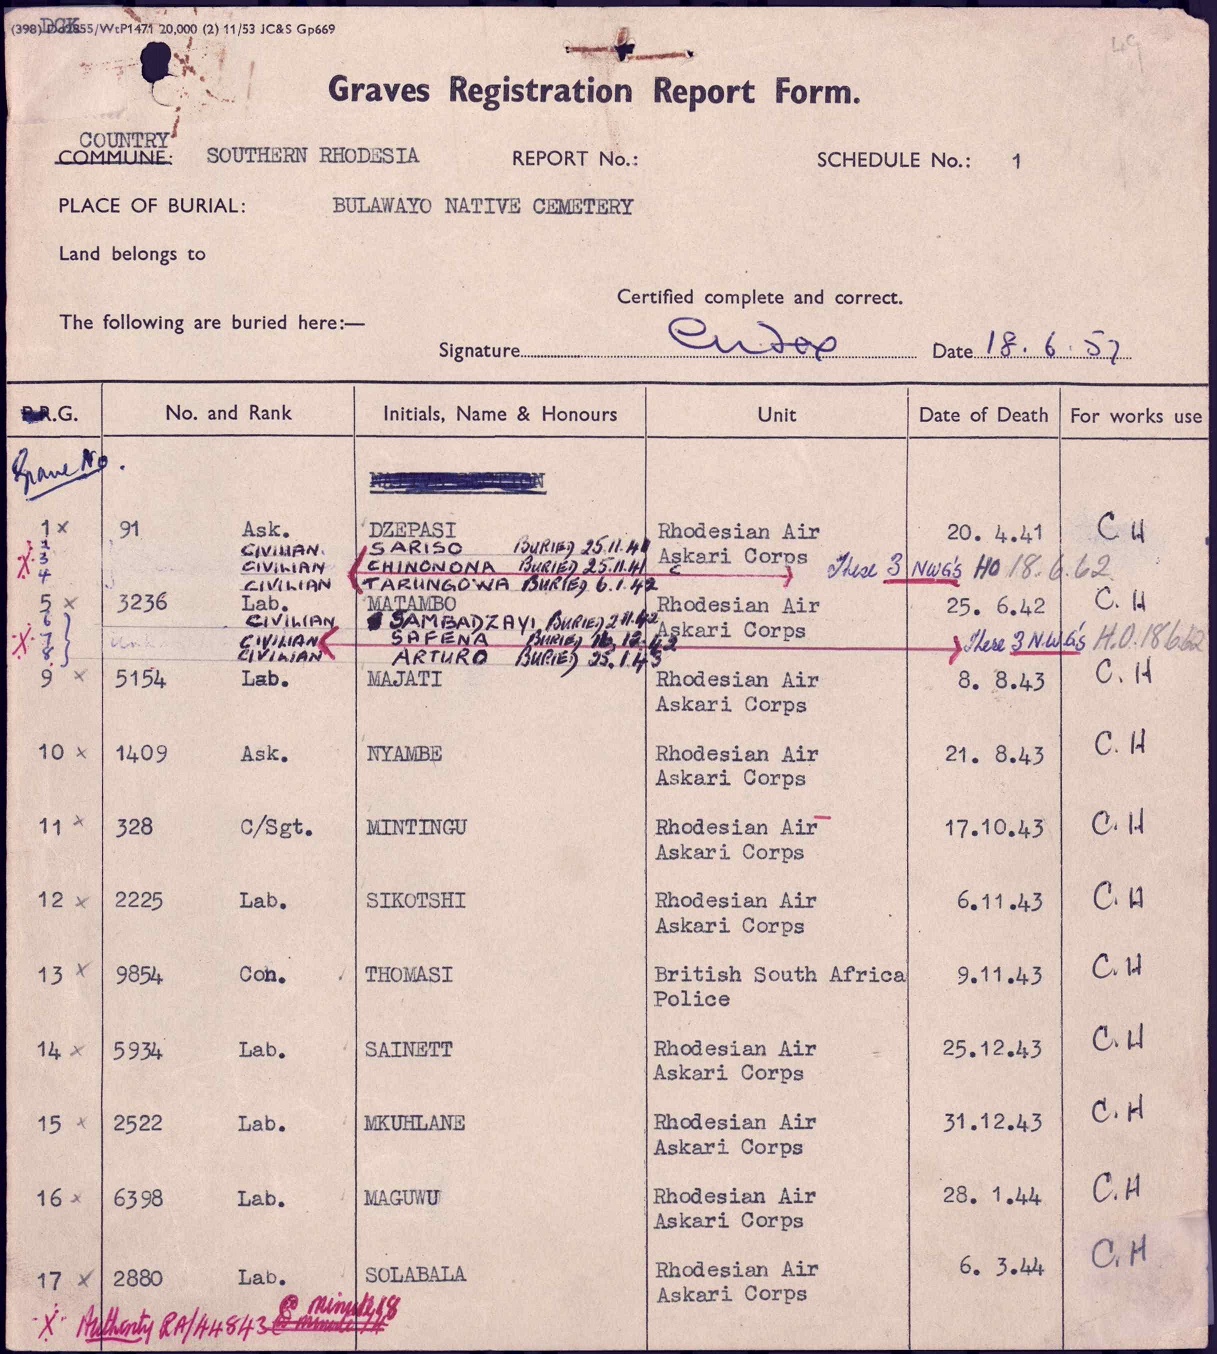 (398) 855/WtP1471 20,000 (2) 11/53 JC&S Gp669
DGK
49
Graves Registration Report Form.
COUNTRY
COMMUNE: SOUTHERN RHODESIA REPORT No.: SCHEDULE No.: 1
PLACE OF BURIAL: BULAWAYO NATIVE CEMETERY
Land belongs to
Certified complete and correct.
The following are buried here:—
Signature Date 18.6.57
R.G. No. and Rank Initials, Name & Honours Unit Date of Death For works use
Grave No.
1 x 91 Ask. DZEPASI Rhodesian Air 20. 4.41 C H
2 CIVILIAN. SARISO BURIED 25.11.41 Askari Corps
3 CIVILIAN CHINONONA BURIED 25.11.41 These 3 NWG's HO 18.6.62
4 CIVILIAN TARUNGOWA BURIED 6.1.42
5 x 3236 Lab. MATAMBO Rhodesian Air 25. 6.42 C. H
6 CIVILIAN SAMBADZAYI BURIED 2.11.42 Askari Corps
7 CIVILIAN SAFENA BURIED 16.12.42 These 3 N.W.G's H.O. 18.6.62
8 CIVILIAN ARTURO BURIED 25.1.43
9 x 5154 Lab. MAJATI Rhodesian Air 8. 8.43 C. H
Askari Corps
10 x 1409 Ask. NYAMBE Rhodesian Air 21. 8.43 C. H
Askari Corps
11 x 328 C/Sgt. MINTINGU Rhodesian Air 17.10.43 C. H
Askari Corps
12 x 2225 Lab. SIKOTSHI Rhodesian Air 6.11.43 C. H
Askari Corps
13 x 9854 Con. THOMASI British South Africa 9.11.43 C. H
Police
14 x 5934 Lab. SAINETT Rhodesian Air 25.12.43 C. H
Askari Corps
15 x 2522 Lab. MKUHLANE Rhodesian Air 31.12.43 C. H
Askari Corps
16 x 6398 Lab. MAGUWU Rhodesian Air 28. 1.44 C. H
Askari Corps
17 x 2880 Lab. SOLABALA Rhodesian Air 6. 3.44 C. H
Askari Corps
X Authority RA/44843 @ minute 18